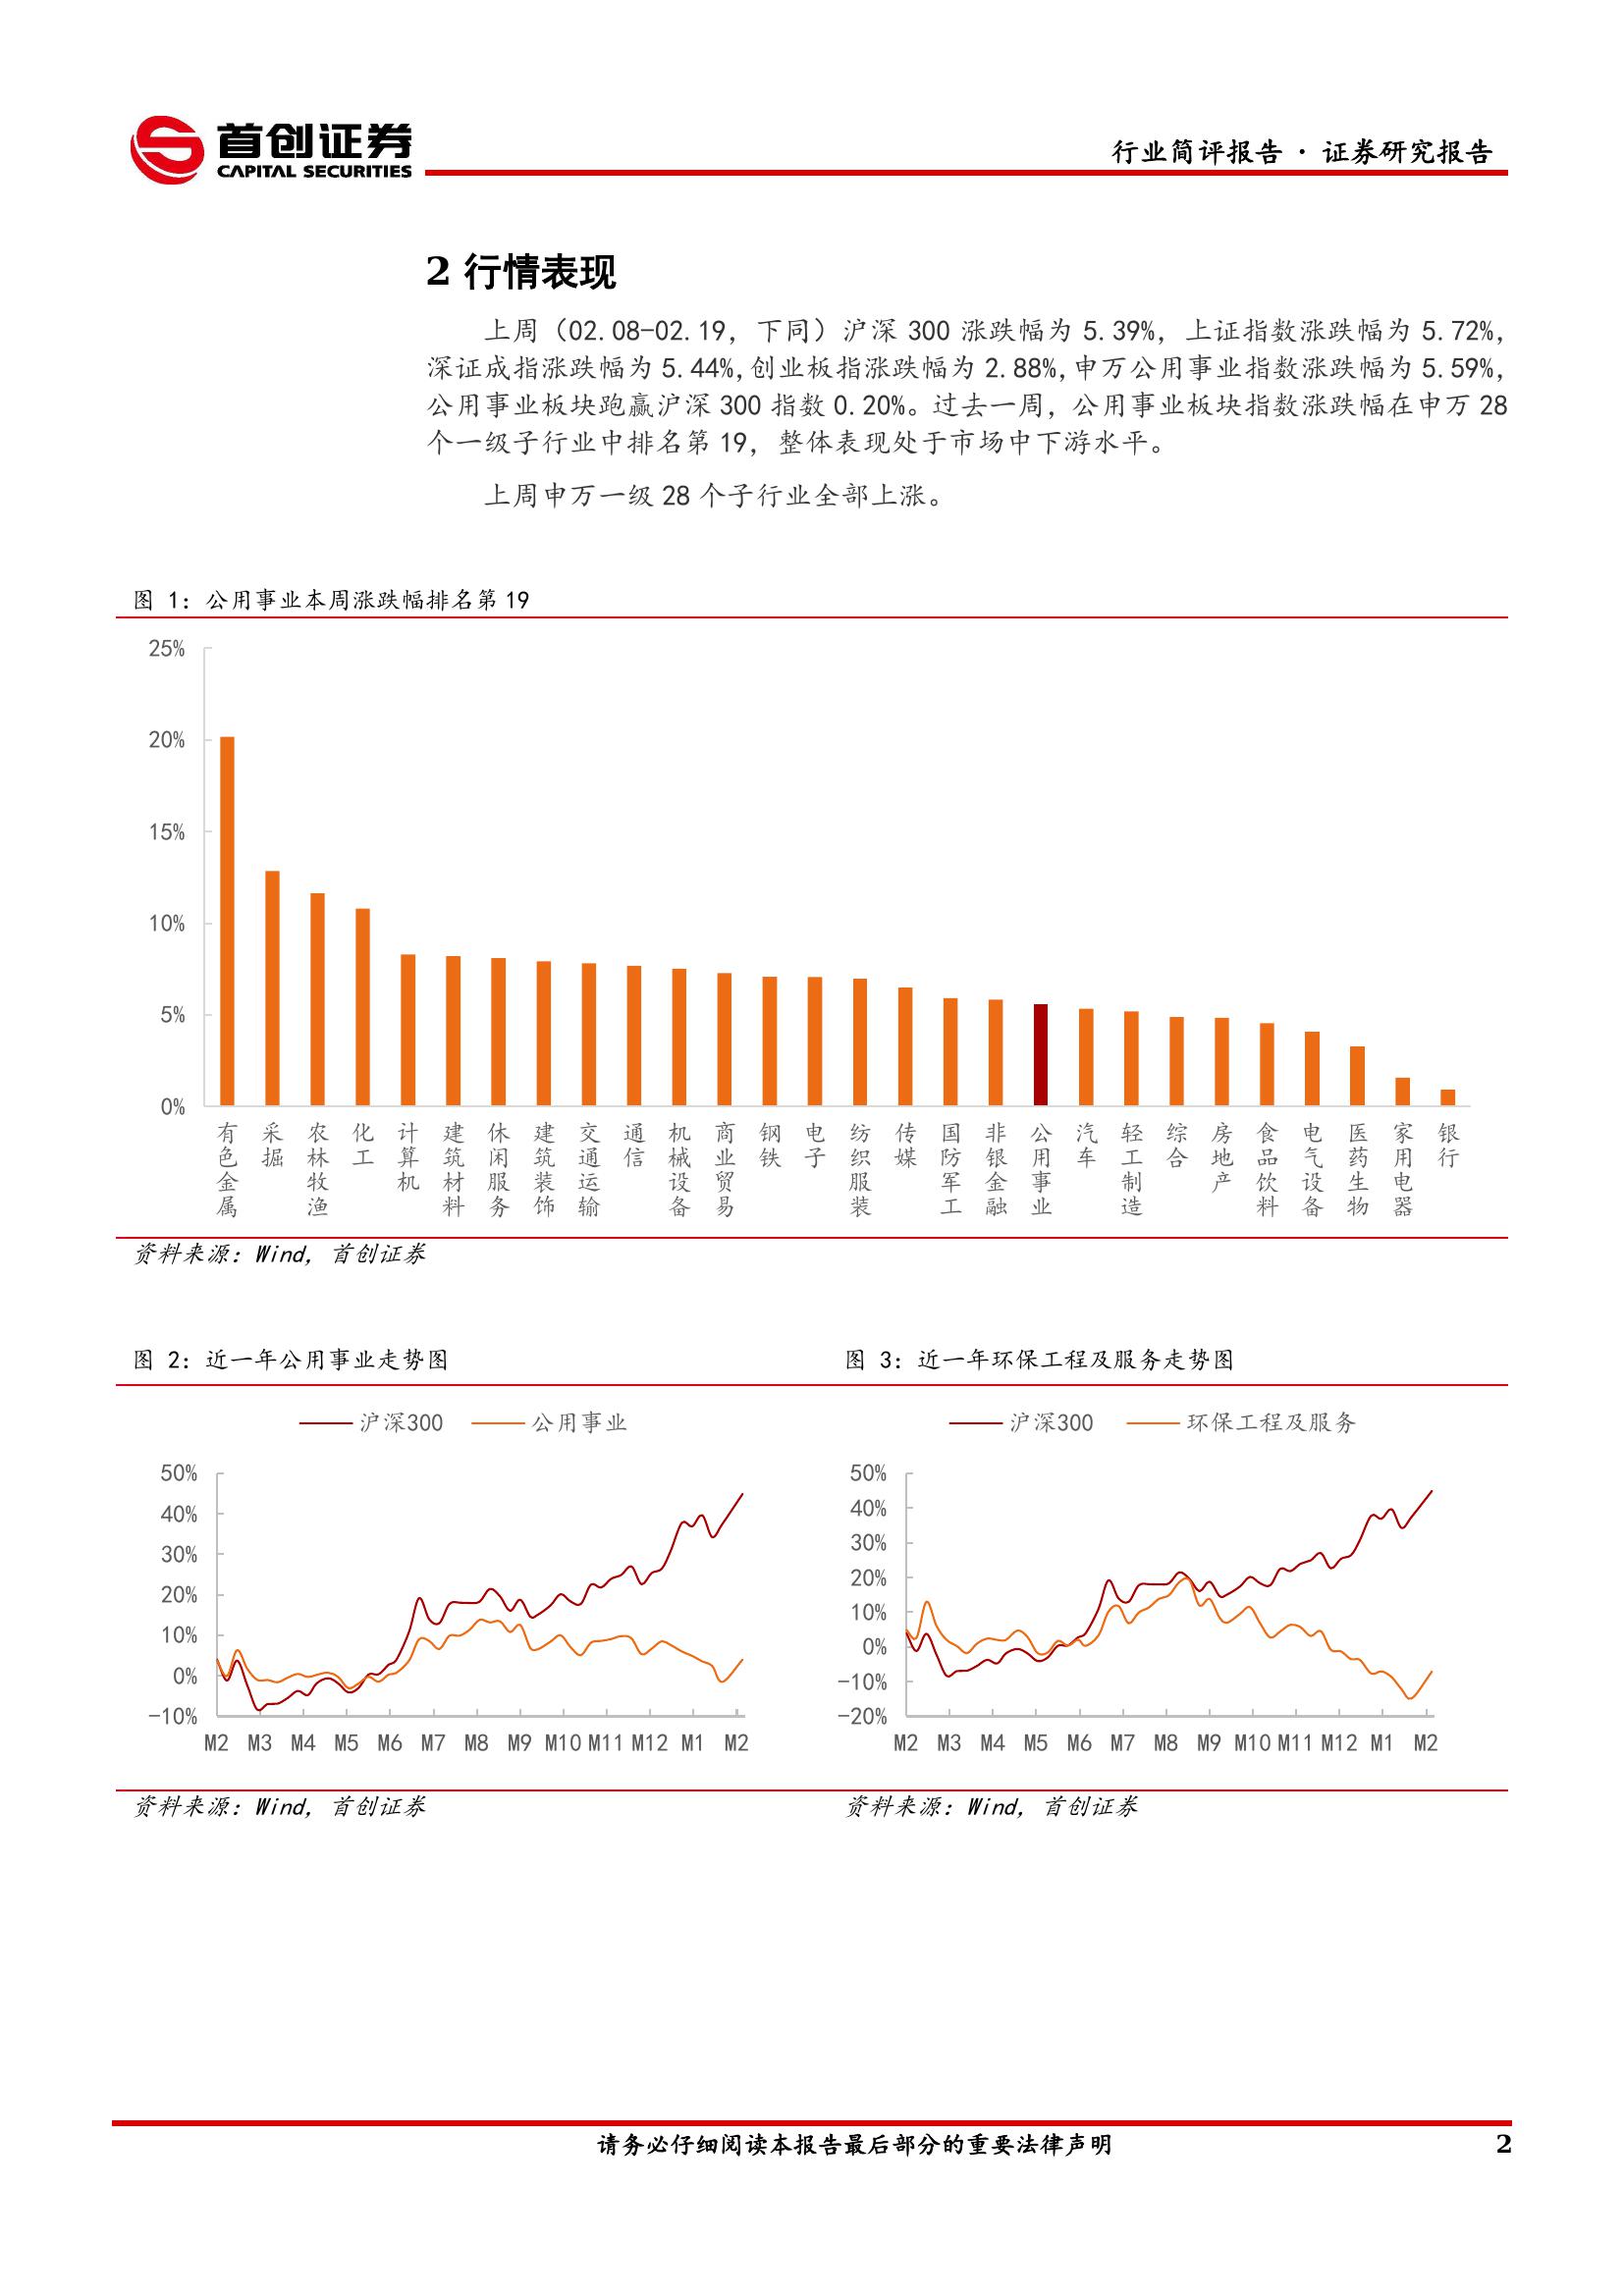 首创证券
CAPITAL SECURITIES
行业简评报告 · 证券研究报告
2 行情表现
上周（02.08-02.19，下同）沪深 300 涨跌幅为 5.39%，上证指数涨跌幅为 5.72%，
深证成指涨跌幅为 5.44%,创业板指涨跌幅为 2.88%,申万公用事业指数涨跌幅为 5.59%，
公用事业板块跑赢沪深 300 指数 0.20%。过去一周，公用事业板块指数涨跌幅在申万 28
个一级子行业中排名第 19，整体表现处于市场中下游水平。
上周申万一级 28 个子行业全部上涨。
图 1：公用事业本周涨跌幅排名第 19
25%
20%
15%
10%
5%
0%
有色金属 采掘 农林牧渔 化工 计算机 建筑材料 休闲服务 建筑装饰 交通运输 通信 机械设备 商业贸易 钢铁 电子 纺织服装 传媒 国防军工 非银金融 公用事业 汽车 轻工制造 综合 房地产 食品饮料 电气设备 医药生物 家用电器 银行
资料来源：Wind，首创证券
图 2：近一年公用事业走势图
沪深300 公用事业
50%
40%
30%
20%
10%
0%
-10%
M2 M3 M4 M5 M6 M7 M8 M9 M10 M11 M12 M1 M2
资料来源：Wind，首创证券
图 3：近一年环保工程及服务走势图
沪深300 环保工程及服务
50%
40%
30%
20%
10%
0%
-10%
-20%
M2 M3 M4 M5 M6 M7 M8 M9 M10 M11 M12 M1 M2
资料来源：Wind，首创证券
请务必仔细阅读本报告最后部分的重要法律声明
2